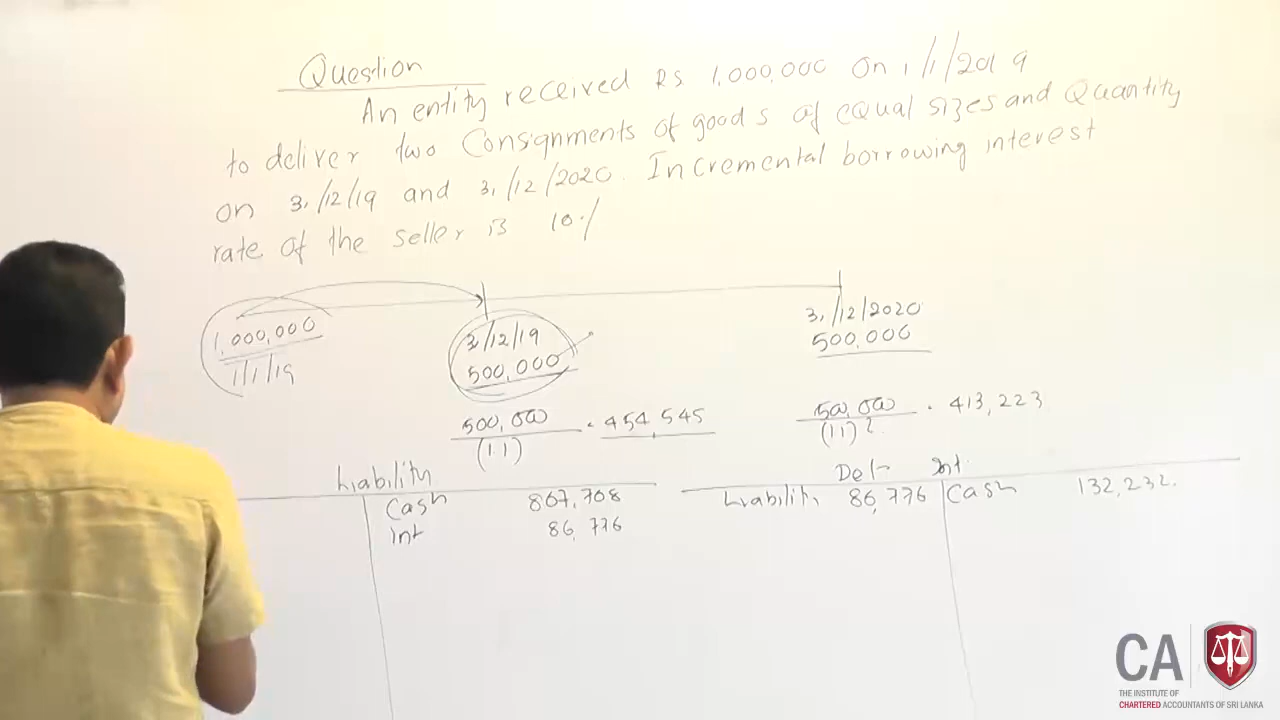 Question
An entity received Rs 1,000,000 on 1/1/2019
to deliver two Consignments of goods of equal sizes and Quantity
on 31/12/19 and 31/12/2020. Incremental borrowing interest
rate of the seller is 10%
1,000,000
1/1/19
31/12/19
500,000
31/12/2020
500,000
500,000
(1.1)
454,545
500,000
(1.1)2
413,223
Liability
Cash 867,768
Int 86,776
Def Int
Liability 86,776 Cash 132,232
CA
THE INSTITUTE OF
CHARTERED ACCOUNTANTS OF SRI LANKA